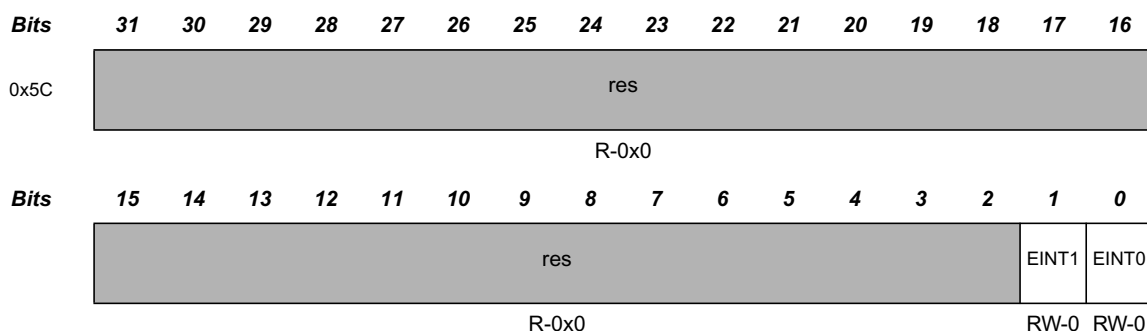 Bits 31 30 29 28 27 26 25 24 23 22 21 20 19 18 17 16
0x5C res
R-0x0
Bits 15 14 13 12 11 10 9 8 7 6 5 4 3 2 1 0
res EINT1 EINT0
R-0x0 RW-0 RW-0